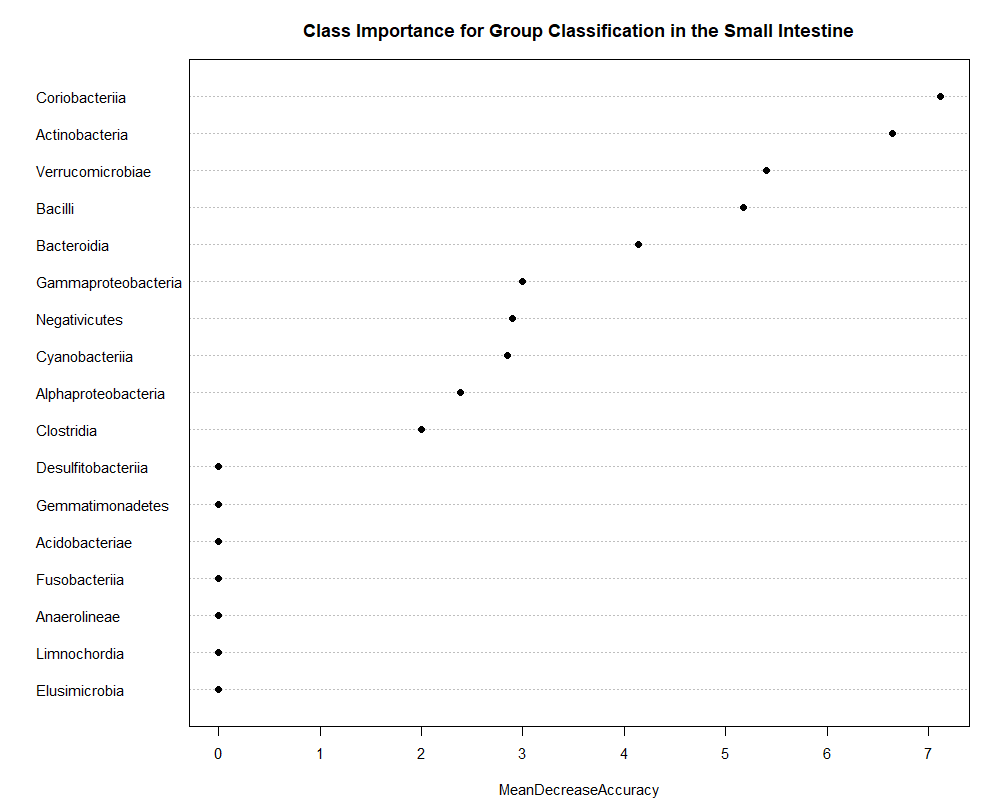 Class Importance for Group Classification in the Small Intestine
Coriobacteriia
Actinobacteria
Verrucomicrobiae
Bacilli
Bacteroidia
Gammaproteobacteria
Negativicutes
Cyanobacteriia
Alphaproteobacteria
Clostridia
Desulfitobacteriia
Gemmatimonadetes
Acidobacteriae
Fusobacteriia
Anaerolineae
Limnochordia
Elusimicrobia
0 1 2 3 4 5 6 7
MeanDecreaseAccuracy